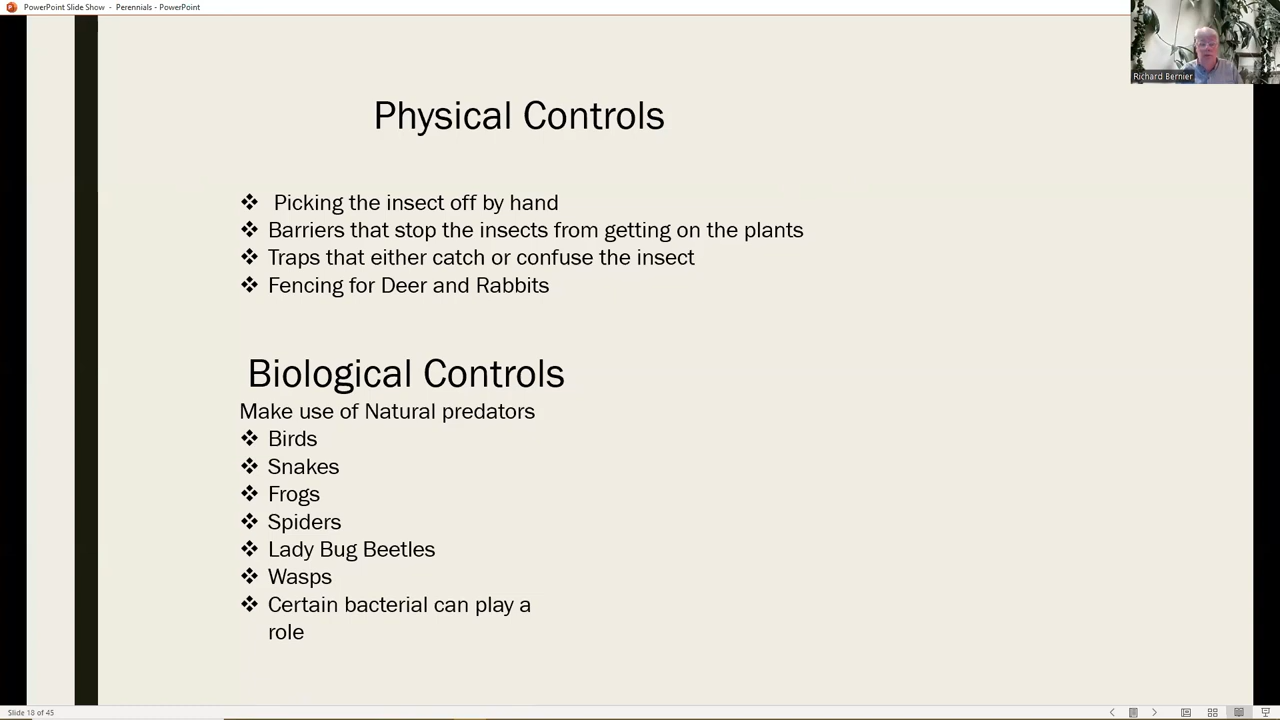 PowerPoint Slide Show - Perennials - PowerPoint
Richard Bernier
Physical Controls
Picking the insect off by hand
Barriers that stop the insects from getting on the plants
Traps that either catch or confuse the insect
Fencing for Deer and Rabbits
Biological Controls
Make use of Natural predators
Birds
Snakes
Frogs
Spiders
Lady Bug Beetles
Wasps
Certain bacterial can play a
role
Slide 18 of 45